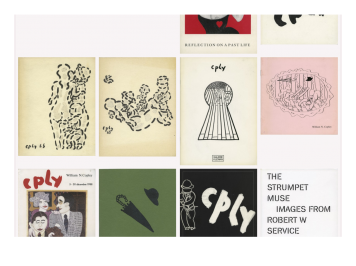 REFLECTION ON A PAST LIFE
cply
cply
cply
William N. Copley
cply
William N Copley
cply
THE
STRUMPET
MUSE
IMAGES FROM
ROBERT W
SERVICE